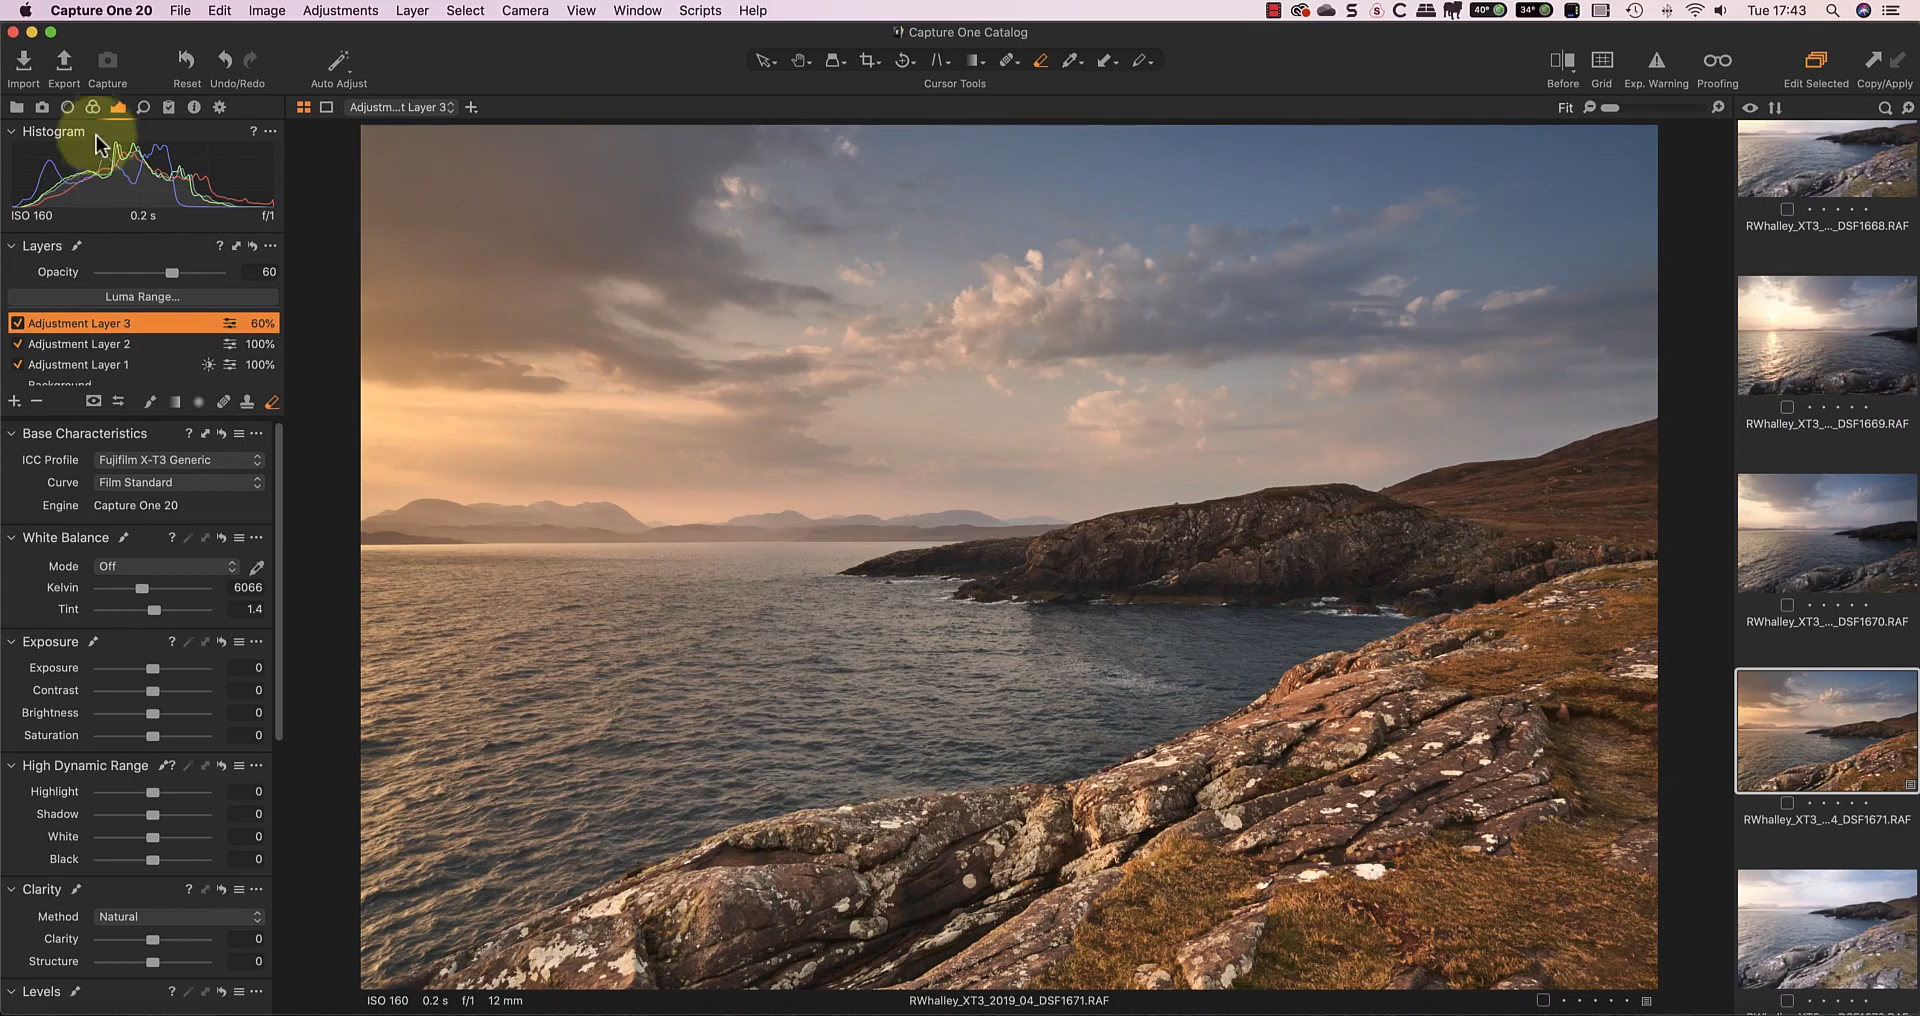 Capture One 20 File Edit Image Adjustments Layer Select Camera View Window Scripts Help 40° 34° Tue 17:43
Capture One Catalog
Import Export Capture Reset Undo/Redo Auto Adjust Cursor Tools Before Grid Exp. Warning Proofing Edit Selected Copy/Apply
Adjustm...t Layer 3 Fit
Histogram
ISO 160 0.2 s f/1
Layers
Opacity 60
Luma Range...
Adjustment Layer 3 60%
Adjustment Layer 2 100%
Adjustment Layer 1 100%
Background
Base Characteristics
ICC Profile Fujifilm X-T3 Generic
Curve Film Standard
Engine Capture One 20
White Balance
Mode Off
Kelvin 6066
Tint 1.4
Exposure
Exposure 0
Contrast 0
Brightness 0
Saturation 0
High Dynamic Range
Highlight 0
Shadow 0
White 0
Black 0
Clarity
Method Natural
Clarity 0
Structure 0
Levels
ISO 160 0.2 s f/1 12 mm RWhalley_XT3_2019_04_DSF1671.RAF
RWhalley_XT3_..._DSF1668.RAF
RWhalley_XT3_..._DSF1669.RAF
RWhalley_XT3_..._DSF1670.RAF
RWhalley_XT3_...4_DSF1671.RAF